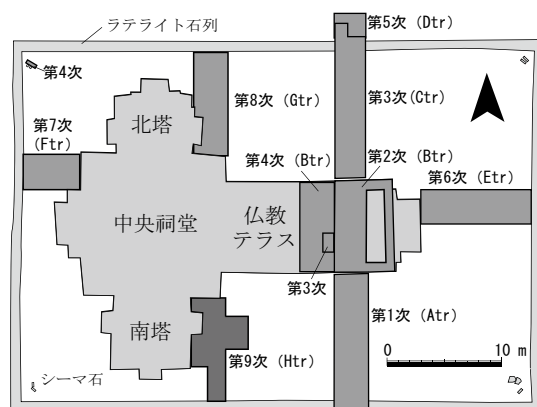 ラテライト石列
第5次（Dtr）
第4次
北塔
第8次（Gtr）
第3次(Ctr)
第7次
（Ftr）
第4次（Btr）
第2次（Btr）
第6次（Etr）
中央祠堂
仏教
テラス
第3次
南塔
第1次（Atr）
第9次（Htr）
シーマ石
0
10 m